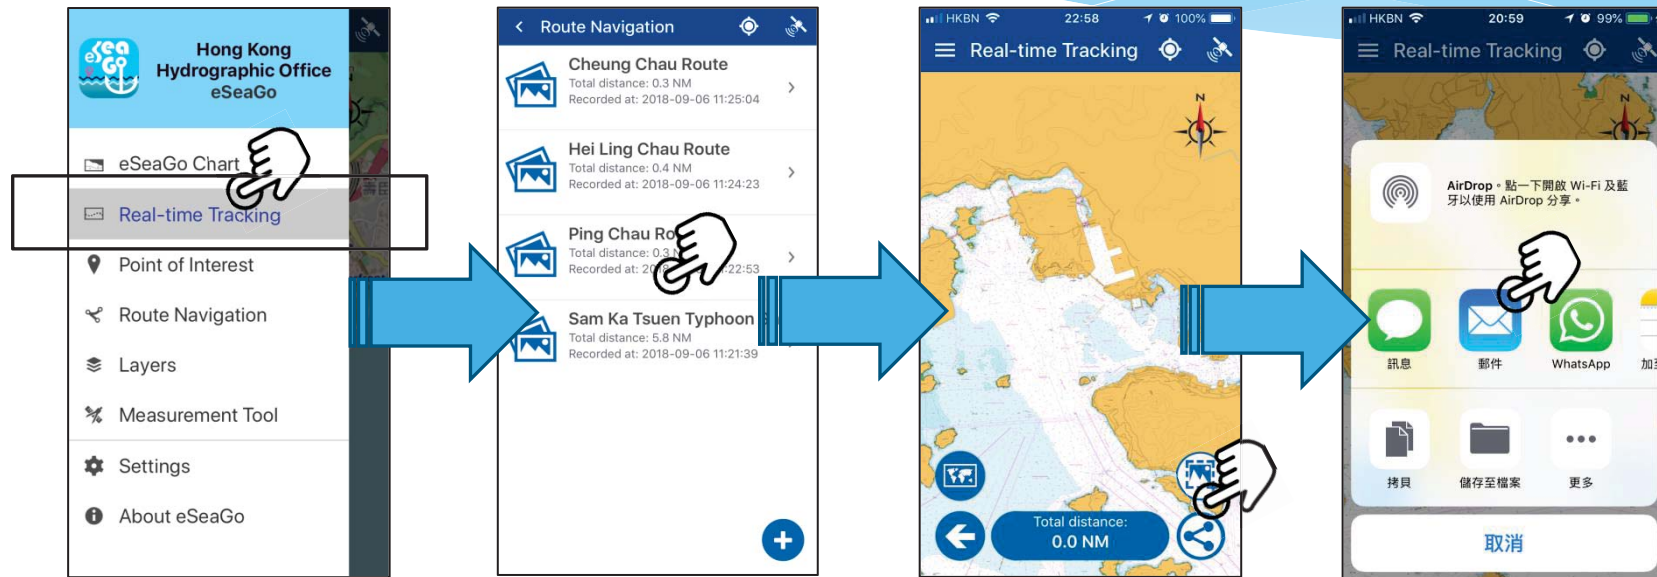 eSea
GO
Hong Kong
Hydrographic Office
eSeaGo
eSeaGo Chart
Real-time Tracking
Point of Interest
Route Navigation
Layers
Measurement Tool
Settings
About eSeaGo
Route Navigation
Cheung Chau Route
Total distance: 0.3 NM
Recorded at: 2018-09-06 11:25:04
Hei Ling Chau Route
Total distance: 0.4 NM
Recorded at: 2018-09-06 11:24:23
Ping Chau Ro
Total distance: 0.3 N
Recorded at: 20 :22:53
Sam Ka Tsuen Typhoon
Total distance: 5.8 NM
Recorded at: 2018-09-06 11:21:39
HKBN 22:58 100%
Real-time Tracking
N
Total distance:
0.0 NM
HKBN 20:59 99%
Real-time Tracking
N
AirDrop。點一下開啟 Wi-Fi 及藍
牙以使用 AirDrop 分享。
訊息 郵件 WhatsApp 加至
拷貝 儲存至檔案 更多
取消